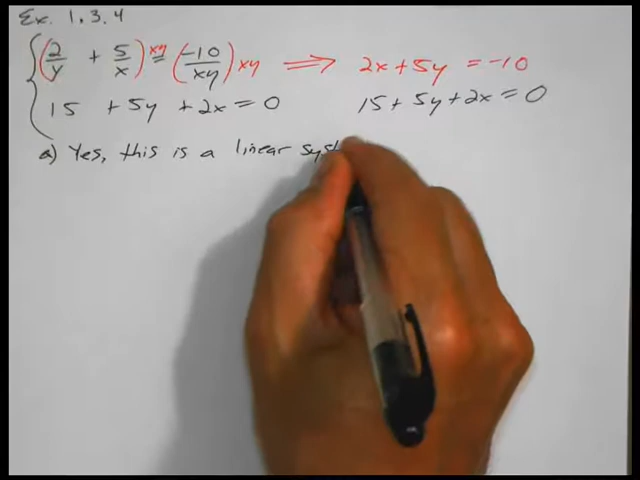 Ex. 1.3.4
{ (2/y + 5/x) xy = (-10/xy) xy ⟹ 2x + 5y = -10
15 + 5y + 2x = 0 15 + 5y + 2x = 0
a) Yes, this is a linear syst